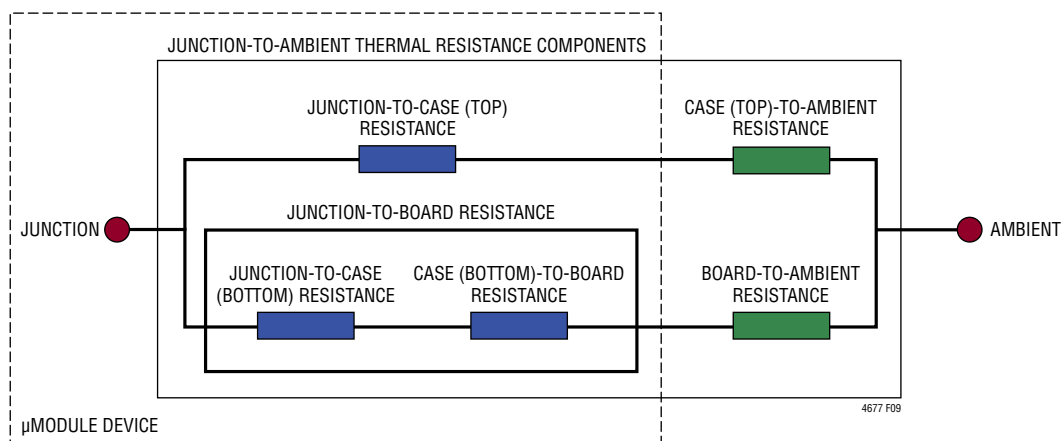 JUNCTION-TO-AMBIENT THERMAL RESISTANCE COMPONENTS
JUNCTION-TO-CASE (TOP)
RESISTANCE
CASE (TOP)-TO-AMBIENT
RESISTANCE
JUNCTION-TO-BOARD RESISTANCE
JUNCTION
AMBIENT
JUNCTION-TO-CASE
(BOTTOM) RESISTANCE
CASE (BOTTOM)-TO-BOARD
RESISTANCE
BOARD-TO-AMBIENT
RESISTANCE
4677 F09
µMODULE DEVICE